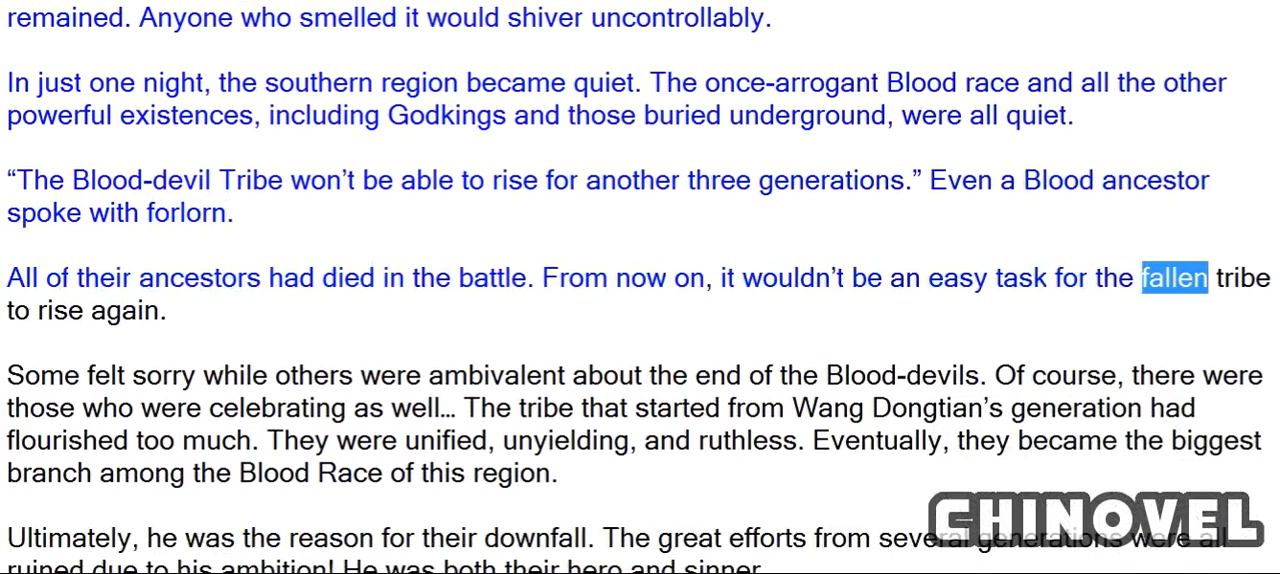 remained. Anyone who smelled it would shiver uncontrollably.
In just one night, the southern region became quiet. The once-arrogant Blood race and all the other
powerful existences, including Godkings and those buried underground, were all quiet.
“The Blood-devil Tribe won’t be able to rise for another three generations.” Even a Blood ancestor
spoke with forlorn.
All of their ancestors had died in the battle. From now on, it wouldn’t be an easy task for the fallen tribe
to rise again.
Some felt sorry while others were ambivalent about the end of the Blood-devils. Of course, there were
those who were celebrating as well… The tribe that started from Wang Dongtian’s generation had
flourished too much. They were unified, unyielding, and ruthless. Eventually, they became the biggest
branch among the Blood Race of this region.
CHINOVEL
Ultimately, he was the reason for their downfall. The great efforts from several generations were all
ruined due to his ambition! He was both their hero and sinner.